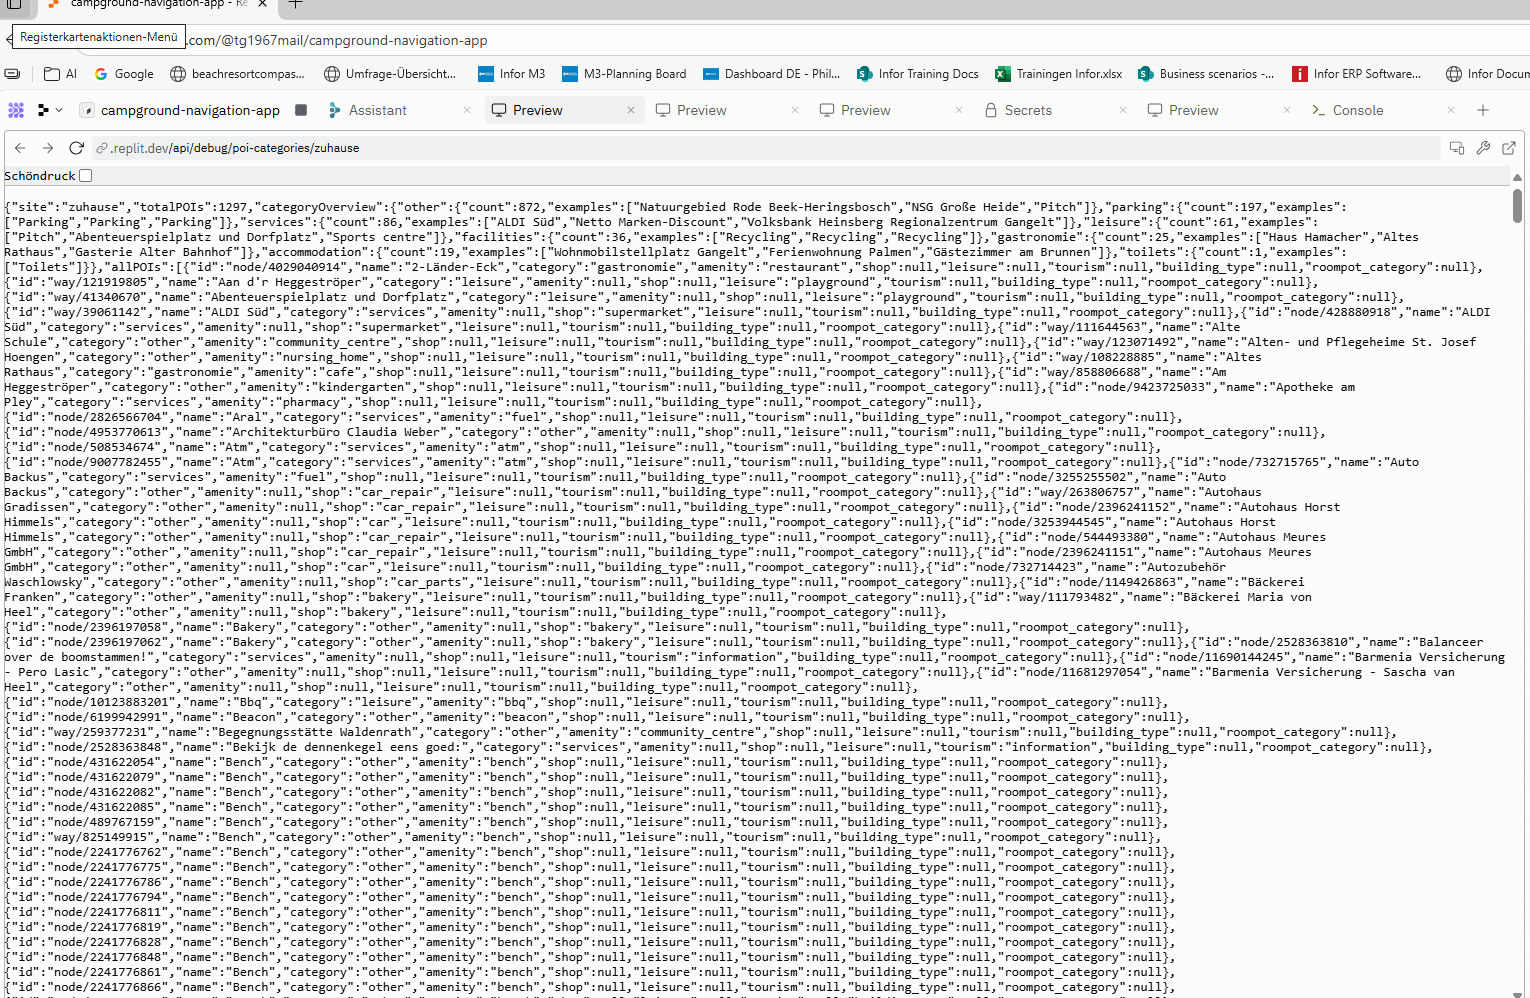 campground-navigation-app - Re
Registerkartenaktionen-Menü
.com/@tg1967mail/campground-navigation-app
AI Google beachresortcompas... Umfrage-Übersicht... Infor M3 M3-Planning Board Dashboard DE - Phil... Infor Training Docs Trainingen Infor.xlsx Business scenarios -... Infor ERP Software... Infor Docum
campground-navigation-app Assistant Preview Preview Preview Secrets Preview Console
.replit.dev/api/debug/poi-categories/zuhause
Schöndruck
{"site":"zuhause","totalPOIs":1297,"categoryOverview":{"other":{"count":872,"examples":["Natuurgebied Rode Beek-Heringsbosch","NSG Große Heide","Pitch"]},"parking":{"count":197,"examples":
["Parking","Parking","Parking"]},"services":{"count":86,"examples":["ALDI Süd","Netto Marken-Discount","Volksbank Heinsberg Regionalzentrum Gangelt"]},"leisure":{"count":61,"examples":
["Pitch","Abenteuerspielplatz und Dorfplatz","Sports centre"]},"facilities":{"count":36,"examples":["Recycling","Recycling","Recycling"]},"gastronomie":{"count":25,"examples":["Haus Hamacher","Altes
Rathaus","Gasterie Alter Bahnhof"]},"accommodation":{"count":19,"examples":["Wohnmobilstellplatz Gangelt","Ferienwohnung Palmen","Gästezimmer am Brunnen"]},"toilets":{"count":1,"examples":
["Toilets"]}},"allPOIs":[{"id":"node/4029040914","name":"2-Länder-Eck","category":"gastronomie","amenity":"restaurant","shop":null,"leisure":null,"tourism":null,"building_type":null,"roompot_category":null},
{"id":"way/121919805","name":"Aan d'r Heggeströper","category":"leisure","amenity":null,"shop":null,"leisure":"playground","tourism":null,"building_type":null,"roompot_category":null},
{"id":"way/41340670","name":"Abenteuerspielplatz und Dorfplatz","category":"leisure","amenity":null,"shop":null,"leisure":"playground","tourism":null,"building_type":null,"roompot_category":null},
{"id":"way/39061142","name":"ALDI Süd","category":"services","amenity":null,"shop":"supermarket","leisure":null,"tourism":null,"building_type":null,"roompot_category":null},{"id":"node/428880918","name":"ALDI
Süd","category":"services","amenity":null,"shop":"supermarket","leisure":null,"tourism":null,"building_type":null,"roompot_category":null},{"id":"way/111644563","name":"Alte
Schule","category":"other","amenity":"community_centre","shop":null,"leisure":null,"tourism":null,"building_type":null,"roompot_category":null},{"id":"way/123071492","name":"Alten- und Pflegeheime St. Josef
Hoengen","category":"other","amenity":"nursing_home","shop":null,"leisure":null,"tourism":null,"building_type":null,"roompot_category":null},{"id":"way/108228885","name":"Altes
Rathaus","category":"gastronomie","amenity":"cafe","shop":null,"leisure":null,"tourism":null,"building_type":null,"roompot_category":null},{"id":"way/858806688","name":"Am
Heggeströper","category":"other","amenity":"kindergarten","shop":null,"leisure":null,"tourism":null,"building_type":null,"roompot_category":null},{"id":"node/9423725033","name":"Apotheke am
Pley","category":"services","amenity":"pharmacy","shop":null,"leisure":null,"tourism":null,"building_type":null,"roompot_category":null},
{"id":"node/2826566704","name":"Aral","category":"services","amenity":"fuel","shop":null,"leisure":null,"tourism":null,"building_type":null,"roompot_category":null},
{"id":"node/4953770613","name":"Architekturbüro Claudia Weber","category":"other","amenity":null,"shop":null,"leisure":null,"tourism":null,"building_type":null,"roompot_category":null},
{"id":"node/508534674","name":"Atm","category":"services","amenity":"atm","shop":null,"leisure":null,"tourism":null,"building_type":null,"roompot_category":null},
{"id":"node/9007782455","name":"Atm","category":"services","amenity":"atm","shop":null,"leisure":null,"tourism":null,"building_type":null,"roompot_category":null},{"id":"node/732715765","name":"Auto
Backus","category":"services","amenity":"fuel","shop":null,"leisure":null,"tourism":null,"building_type":null,"roompot_category":null},{"id":"node/3255255502","name":"Auto
Backus","category":"other","amenity":null,"shop":"car_repair","leisure":null,"tourism":null,"building_type":null,"roompot_category":null},{"id":"way/263806757","name":"Autohaus
Gradissen","category":"other","amenity":null,"shop":"car_repair","leisure":null,"tourism":null,"building_type":null,"roompot_category":null},{"id":"node/2396241152","name":"Autohaus Horst
Himmels","category":"other","amenity":null,"shop":"car","leisure":null,"tourism":null,"building_type":null,"roompot_category":null},{"id":"node/3253944545","name":"Autohaus Horst
Himmels","category":"other","amenity":null,"shop":"car_repair","leisure":null,"tourism":null,"building_type":null,"roompot_category":null},{"id":"node/544493380","name":"Autohaus Meures
GmbH","category":"other","amenity":null,"shop":"car_repair","leisure":null,"tourism":null,"building_type":null,"roompot_category":null},{"id":"node/2396241151","name":"Autohaus Meures
GmbH","category":"other","amenity":null,"shop":"car","leisure":null,"tourism":null,"building_type":null,"roompot_category":null},{"id":"node/732714423","name":"Autozubehör
Waschlowsky","category":"other","amenity":null,"shop":"car_parts","leisure":null,"tourism":null,"building_type":null,"roompot_category":null},{"id":"node/1149426863","name":"Bäckerei
Franken","category":"other","amenity":null,"shop":"bakery","leisure":null,"tourism":null,"building_type":null,"roompot_category":null},{"id":"way/111793482","name":"Bäckerei Maria von
Heel","category":"other","amenity":null,"shop":"bakery","leisure":null,"tourism":null,"building_type":null,"roompot_category":null},
{"id":"node/2396197058","name":"Bakery","category":"other","amenity":null,"shop":"bakery","leisure":null,"tourism":null,"building_type":null,"roompot_category":null},
{"id":"node/2396197062","name":"Bakery","category":"other","amenity":null,"shop":"bakery","leisure":null,"tourism":null,"building_type":null,"roompot_category":null},{"id":"node/2528363810","name":"Balanceer
over de boomstammen!","category":"services","amenity":null,"shop":null,"leisure":null,"tourism":"information","building_type":null,"roompot_category":null},{"id":"node/11690144245","name":"Barmenia Versicherung
- Pero Lasic","category":"other","amenity":null,"shop":null,"leisure":null,"tourism":null,"building_type":null,"roompot_category":null},{"id":"node/11681297054","name":"Barmenia Versicherung - Sascha van
Heel","category":"other","amenity":null,"shop":null,"leisure":null,"tourism":null,"building_type":null,"roompot_category":null},
{"id":"node/10123883201","name":"Bbq","category":"leisure","amenity":"bbq","shop":null,"leisure":null,"tourism":null,"building_type":null,"roompot_category":null},
{"id":"node/6199942991","name":"Beacon","category":"other","amenity":"beacon","shop":null,"leisure":null,"tourism":null,"building_type":null,"roompot_category":null},
{"id":"way/259377231","name":"Begegnungsstätte Waldenrath","category":"other","amenity":"community_centre","shop":null,"leisure":null,"tourism":null,"building_type":null,"roompot_category":null},
{"id":"node/2528363848","name":"Bekijk de dennenkegel eens goed:","category":"services","amenity":null,"shop":null,"leisure":null,"tourism":"information","building_type":null,"roompot_category":null},
{"id":"node/431622054","name":"Bench","category":"other","amenity":"bench","shop":null,"leisure":null,"tourism":null,"building_type":null,"roompot_category":null},
{"id":"node/431622079","name":"Bench","category":"other","amenity":"bench","shop":null,"leisure":null,"tourism":null,"building_type":null,"roompot_category":null},
{"id":"node/431622082","name":"Bench","category":"other","amenity":"bench","shop":null,"leisure":null,"tourism":null,"building_type":null,"roompot_category":null},
{"id":"node/431622085","name":"Bench","category":"other","amenity":"bench","shop":null,"leisure":null,"tourism":null,"building_type":null,"roompot_category":null},
{"id":"node/489767159","name":"Bench","category":"other","amenity":"bench","shop":null,"leisure":null,"tourism":null,"building_type":null,"roompot_category":null},
{"id":"way/825149915","name":"Bench","category":"other","amenity":"bench","shop":null,"leisure":null,"tourism":null,"building_type":null,"roompot_category":null},
{"id":"node/2241776762","name":"Bench","category":"other","amenity":"bench","shop":null,"leisure":null,"tourism":null,"building_type":null,"roompot_category":null},
{"id":"node/2241776775","name":"Bench","category":"other","amenity":"bench","shop":null,"leisure":null,"tourism":null,"building_type":null,"roompot_category":null},
{"id":"node/2241776786","name":"Bench","category":"other","amenity":"bench","shop":null,"leisure":null,"tourism":null,"building_type":null,"roompot_category":null},
{"id":"node/2241776794","name":"Bench","category":"other","amenity":"bench","shop":null,"leisure":null,"tourism":null,"building_type":null,"roompot_category":null},
{"id":"node/2241776811","name":"Bench","category":"other","amenity":"bench","shop":null,"leisure":null,"tourism":null,"building_type":null,"roompot_category":null},
{"id":"node/2241776819","name":"Bench","category":"other","amenity":"bench","shop":null,"leisure":null,"tourism":null,"building_type":null,"roompot_category":null},
{"id":"node/2241776828","name":"Bench","category":"other","amenity":"bench","shop":null,"leisure":null,"tourism":null,"building_type":null,"roompot_category":null},
{"id":"node/2241776848","name":"Bench","category":"other","amenity":"bench","shop":null,"leisure":null,"tourism":null,"building_type":null,"roompot_category":null},
{"id":"node/2241776861","name":"Bench","category":"other","amenity":"bench","shop":null,"leisure":null,"tourism":null,"building_type":null,"roompot_category":null},
{"id":"node/2241776866","name":"Bench","category":"other","amenity":"bench","shop":null,"leisure":null,"tourism":null,"building_type":null,"roompot_category":null},